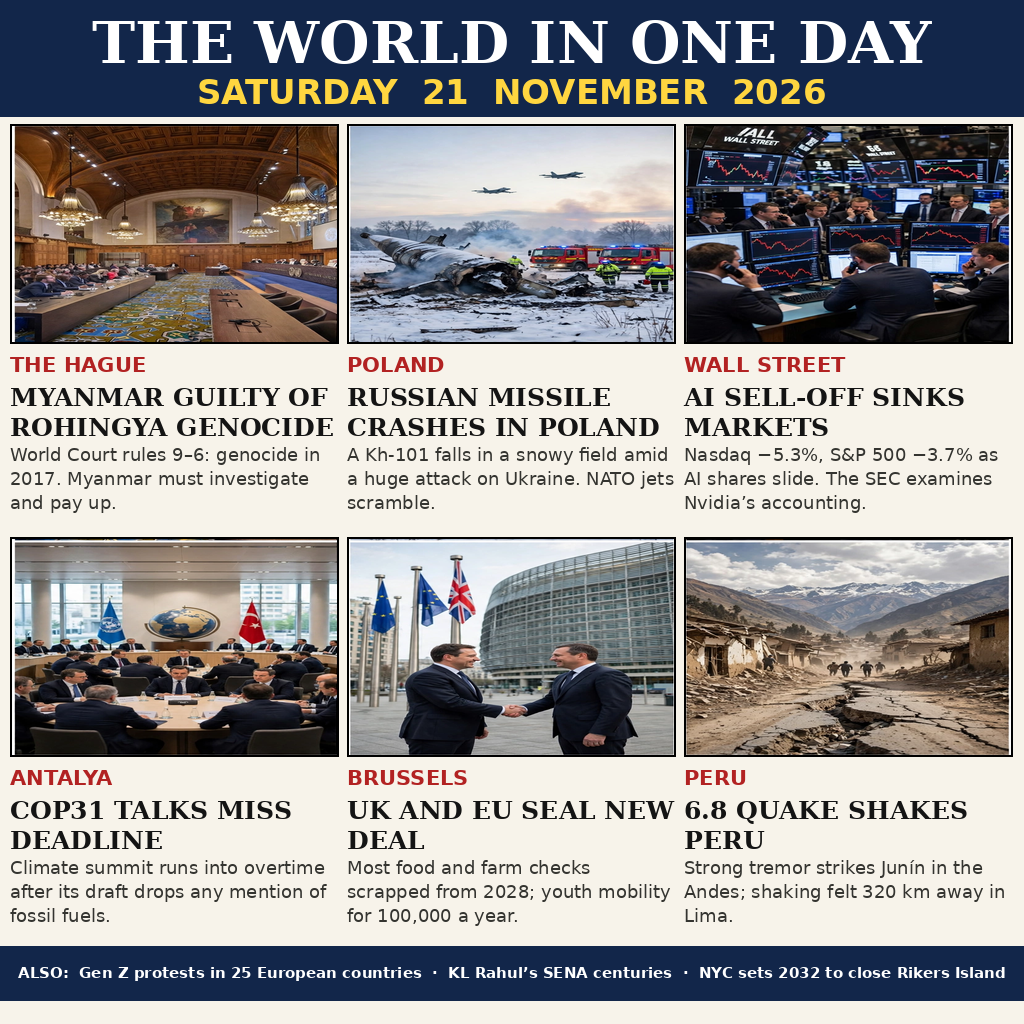 THE WORLD IN ONE DAY
SATURDAY 21 NOVEMBER 2026
WALL STREET
WALL STREET
THE HAGUE
MYANMAR GUILTY OF
ROHINGYA GENOCIDE
World Court rules 9–6: genocide in
2017. Myanmar must investigate
and pay up.
POLAND
RUSSIAN MISSILE
CRASHES IN POLAND
A Kh-101 falls in a snowy field amid
a huge attack on Ukraine. NATO jets
scramble.
WALL STREET
AI SELL-OFF SINKS
MARKETS
Nasdaq −5.3%, S&P 500 −3.7% as
AI shares slide. The SEC examines
Nvidia’s accounting.
ANTALYA
COP31 TALKS MISS
DEADLINE
Climate summit runs into overtime
after its draft drops any mention of
fossil fuels.
BRUSSELS
UK AND EU SEAL NEW
DEAL
Most food and farm checks
scrapped from 2028; youth mobility
for 100,000 a year.
PERU
6.8 QUAKE SHAKES
PERU
Strong tremor strikes Junín in the
Andes; shaking felt 320 km away in
Lima.
ALSO: Gen Z protests in 25 European countries · KL Rahul’s SENA centuries · NYC sets 2032 to close Rikers Island